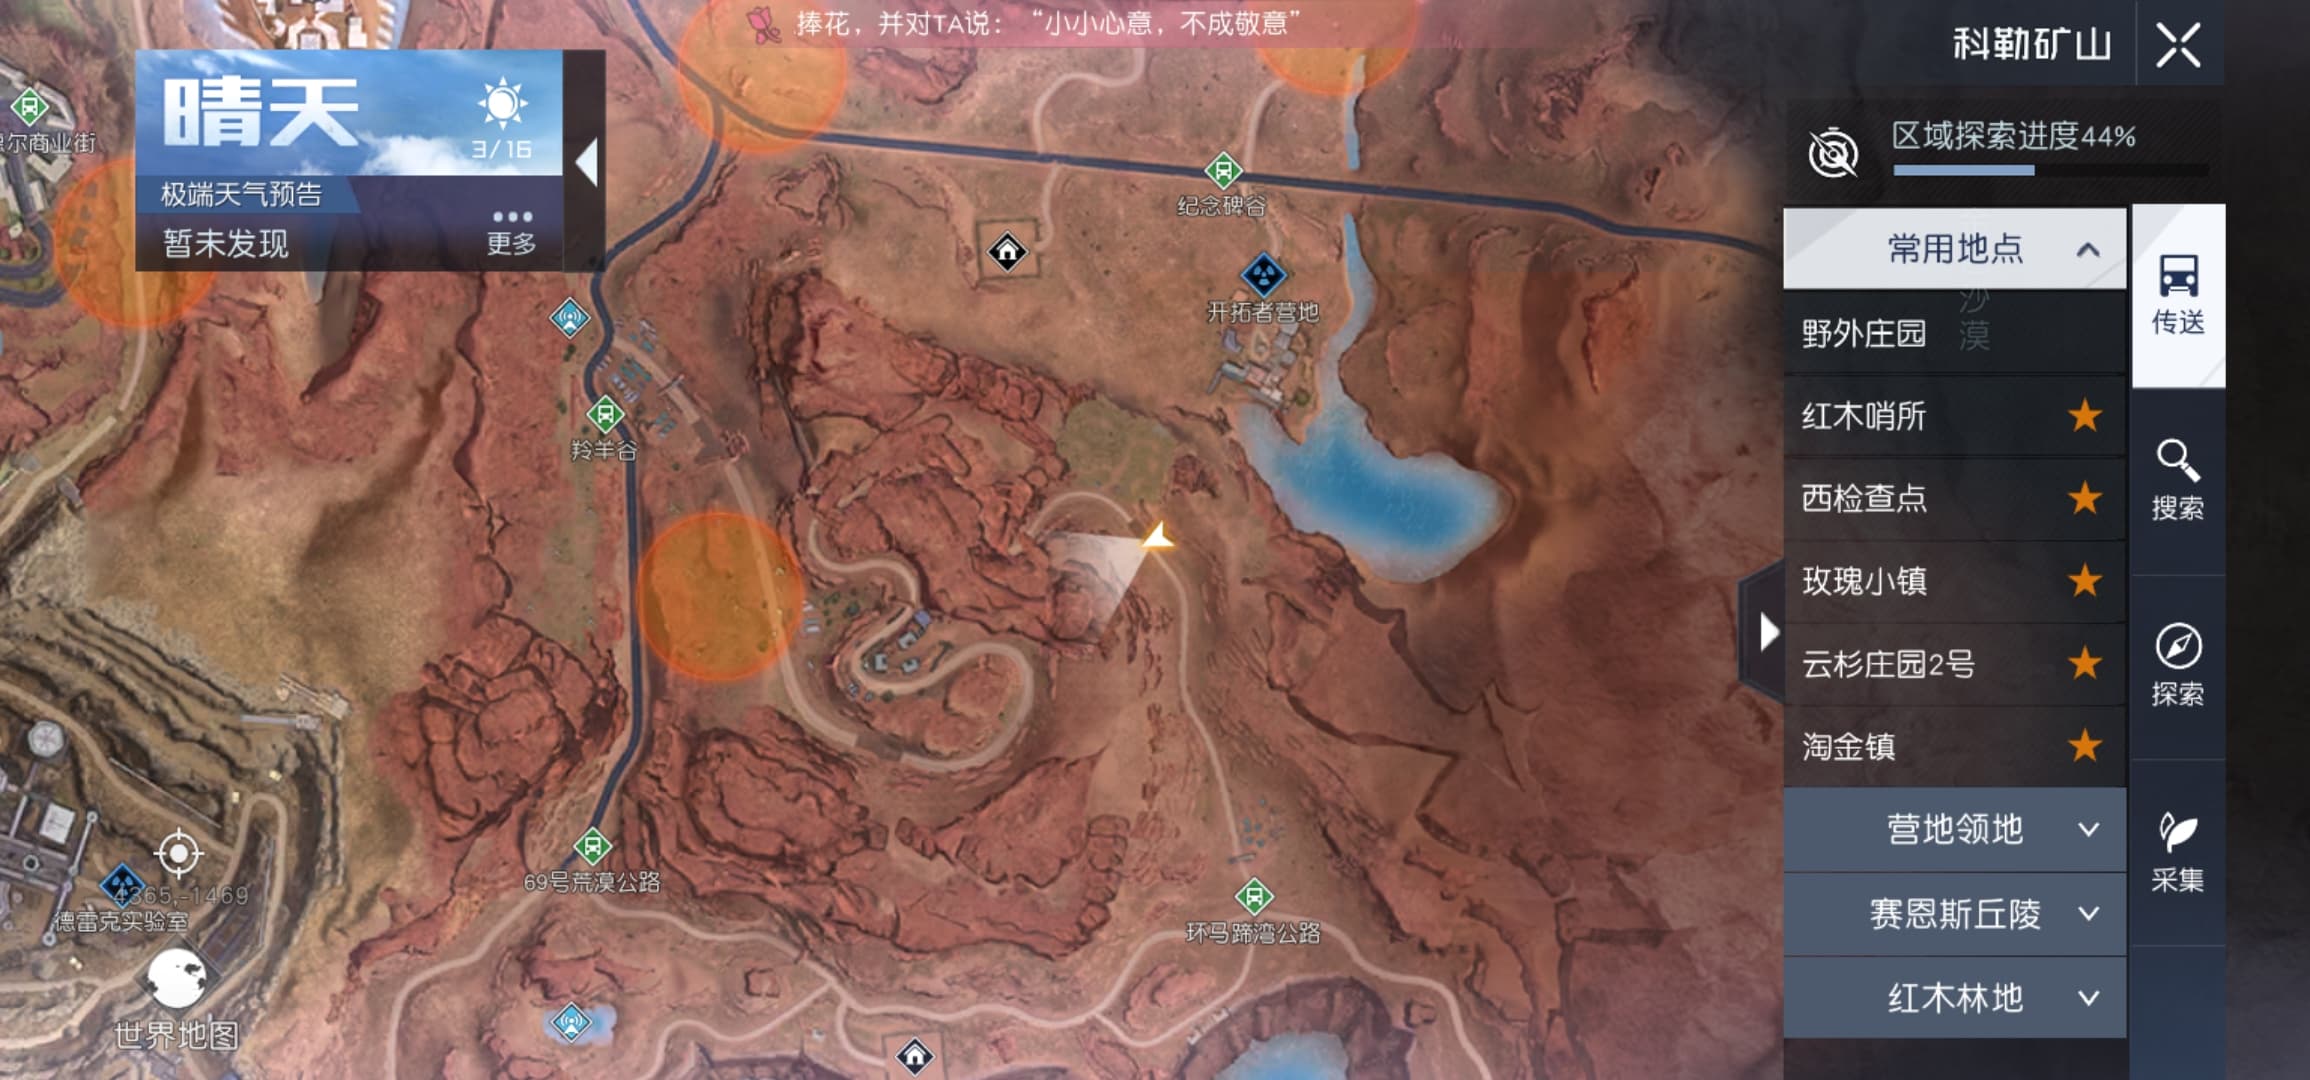 捧花，并对TA说：“小小心意，不成敬意”
科勒矿山
晴天
3/16
极端天气预告
暂未发现
更多
尔商业街
区域探索进度44%
纪念碑谷
开拓者营地
羚羊谷
69号荒漠公路
环马蹄湾公路
4365,-1469
德雷克实验室
世界地图
常用地点
沙漠
野外庄园
红木哨所
西检查点
玫瑰小镇
云杉庄园2号
淘金镇
营地领地
赛恩斯丘陵
红木林地
传送
搜索
探索
采集